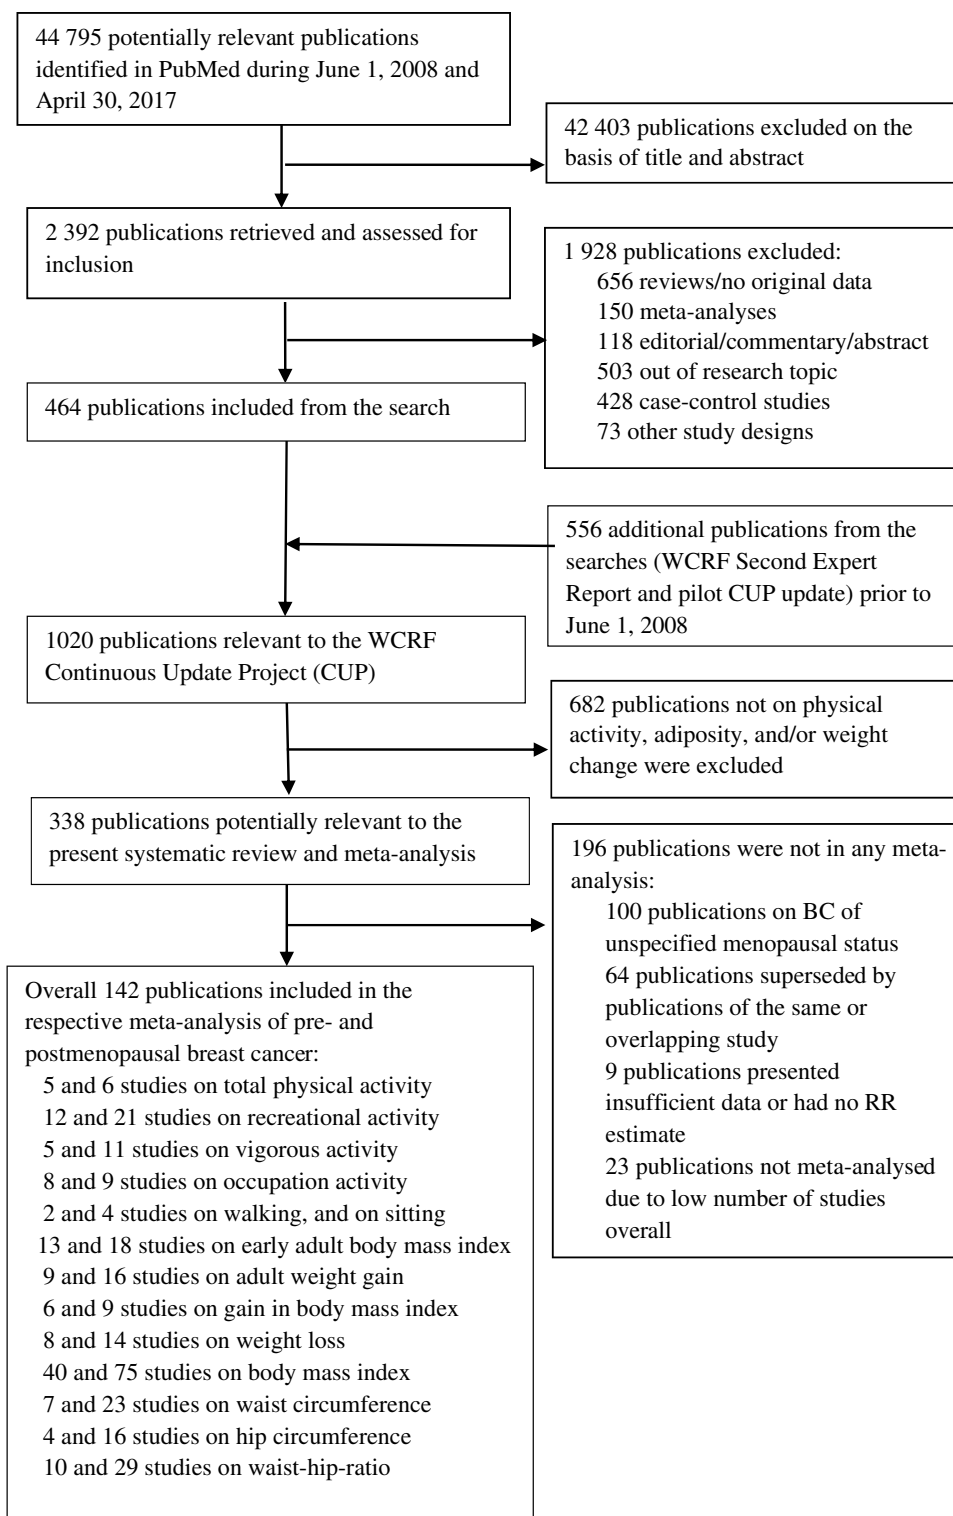 44 795 potentially relevant publications
identified in PubMed during June 1, 2008 and
April 30, 2017
42 403 publications excluded on the
basis of title and abstract
2 392 publications retrieved and assessed for
inclusion
1 928 publications excluded:
656 reviews/no original data
150 meta-analyses
118 editorial/commentary/abstract
503 out of research topic
428 case-control studies
73 other study designs
464 publications included from the search
556 additional publications from the
searches (WCRF Second Expert
Report and pilot CUP update) prior to
June 1, 2008
1020 publications relevant to the WCRF
Continuous Update Project (CUP)
682 publications not on physical
activity, adiposity, and/or weight
change were excluded
338 publications potentially relevant to the
present systematic review and meta-analysis
196 publications were not in any meta-
analysis:
100 publications on BC of
unspecified menopausal status
64 publications superseded by
publications of the same or
overlapping study
9 publications presented
insufficient data or had no RR
estimate
23 publications not meta-analysed
due to low number of studies
overall
Overall 142 publications included in the
respective meta-analysis of pre- and
postmenopausal breast cancer:
5 and 6 studies on total physical activity
12 and 21 studies on recreational activity
5 and 11 studies on vigorous activity
8 and 9 studies on occupation activity
2 and 4 studies on walking, and on sitting
13 and 18 studies on early adult body mass index
9 and 16 studies on adult weight gain
6 and 9 studies on gain in body mass index
8 and 14 studies on weight loss
40 and 75 studies on body mass index
7 and 23 studies on waist circumference
4 and 16 studies on hip circumference
10 and 29 studies on waist-hip-ratio